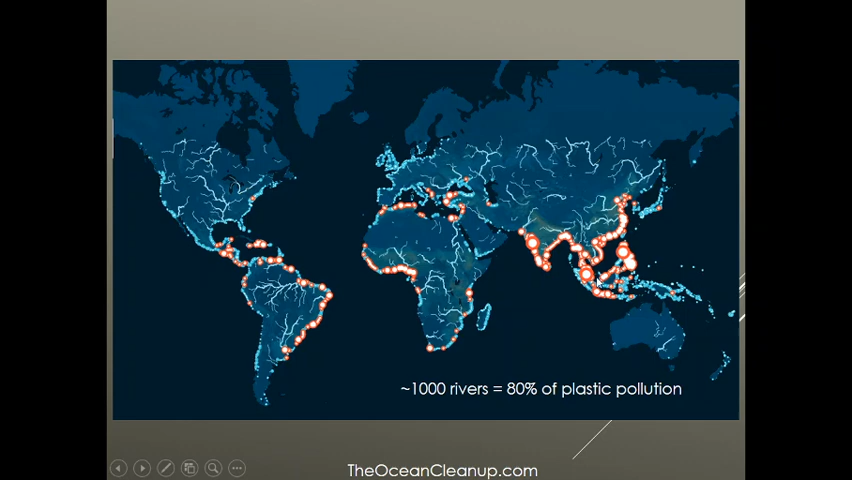 ~1000 rivers = 80% of plastic pollution
TheOceanCleanup.com